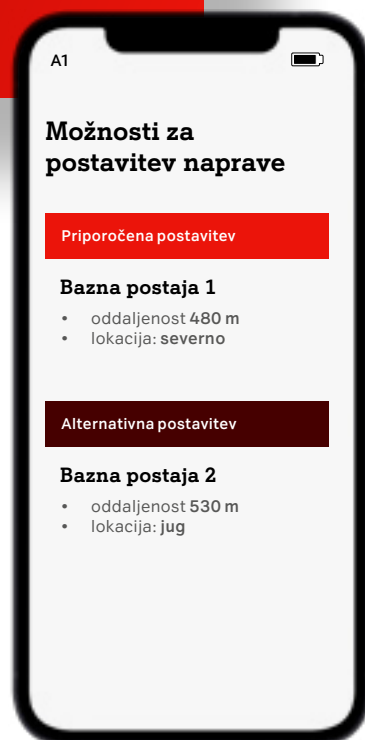 A1
Možnosti za
postavitev naprave
Priporočena postavitev
Bazna postaja 1
• oddaljenost 480 m
• lokacija: severno
Alternativna postavitev
Bazna postaja 2
• oddaljenost 530 m
• lokacija: jug